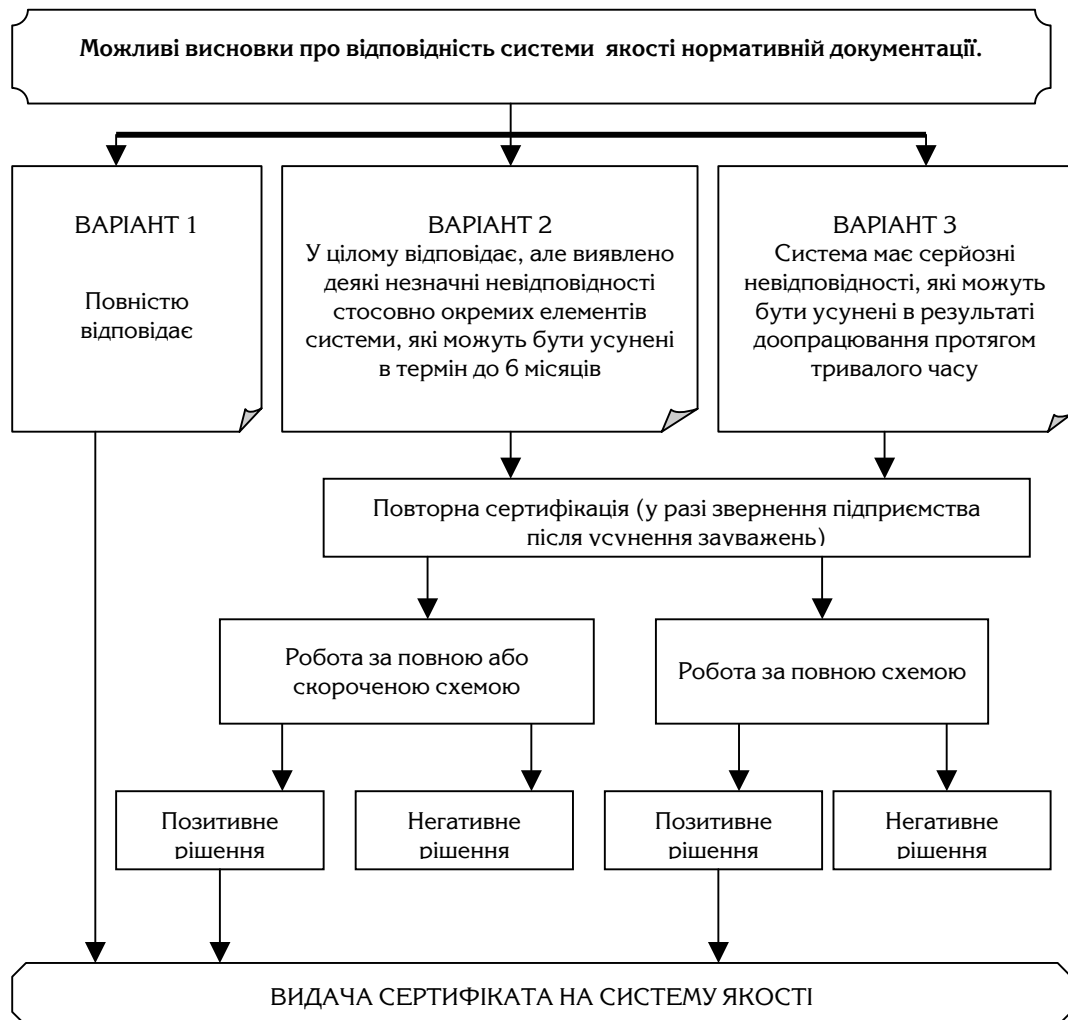 Можливі висновки про відповідність системи якості нормативній документації.
ВАРІАНТ 1
Повністю
відповідає
ВАРІАНТ 2
У цілому відповідає, але виявлено
деякі незначні невідповідності
стосовно окремих елементів
системи, які можуть бути усунені
в термін до 6 місяців
ВАРІАНТ 3
Система має серйозні
невідповідності, які можуть
бути усунені в результаті
доопрацювання протягом
тривалого часу
Повторна сертифікація (у разі звернення підприємства
після усунення зауважень)
Робота за повною або
скороченою схемою
Робота за повною схемою
Позитивне
рішення
Негативне
рішення
Позитивне
рішення
Негативне
рішення
ВИДАЧА СЕРТИФІКАТА НА СИСТЕМУ ЯКОСТІ